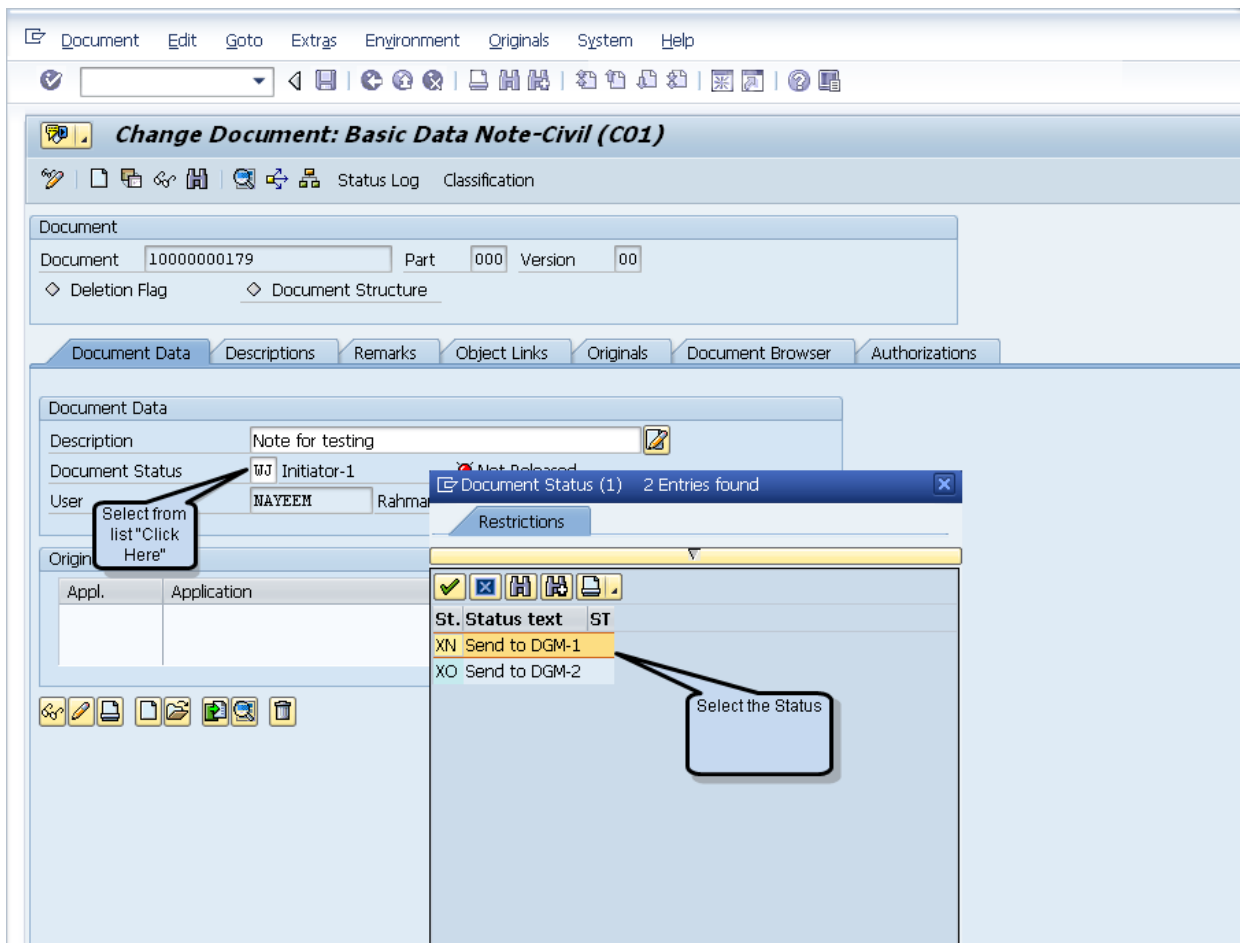 Document Edit Goto Extras Environment Originals System Help
Change Document: Basic Data Note-Civil (C01)
Status Log Classification
Document
Document 10000000179 Part 000 Version 00
Deletion Flag Document Structure
Document Data Descriptions Remarks Object Links Originals Document Browser Authorizations
Document Data
Description Note for testing
Document Status WJ Initiator-1 Not Released
User NAYEEM Rahma
Select from
list "Click
Here"
Origin
Appl. Application
Document Status (1) 2 Entries found
Restrictions
St. Status text ST
XN Send to DGM-1
XO Send to DGM-2
Select the Status